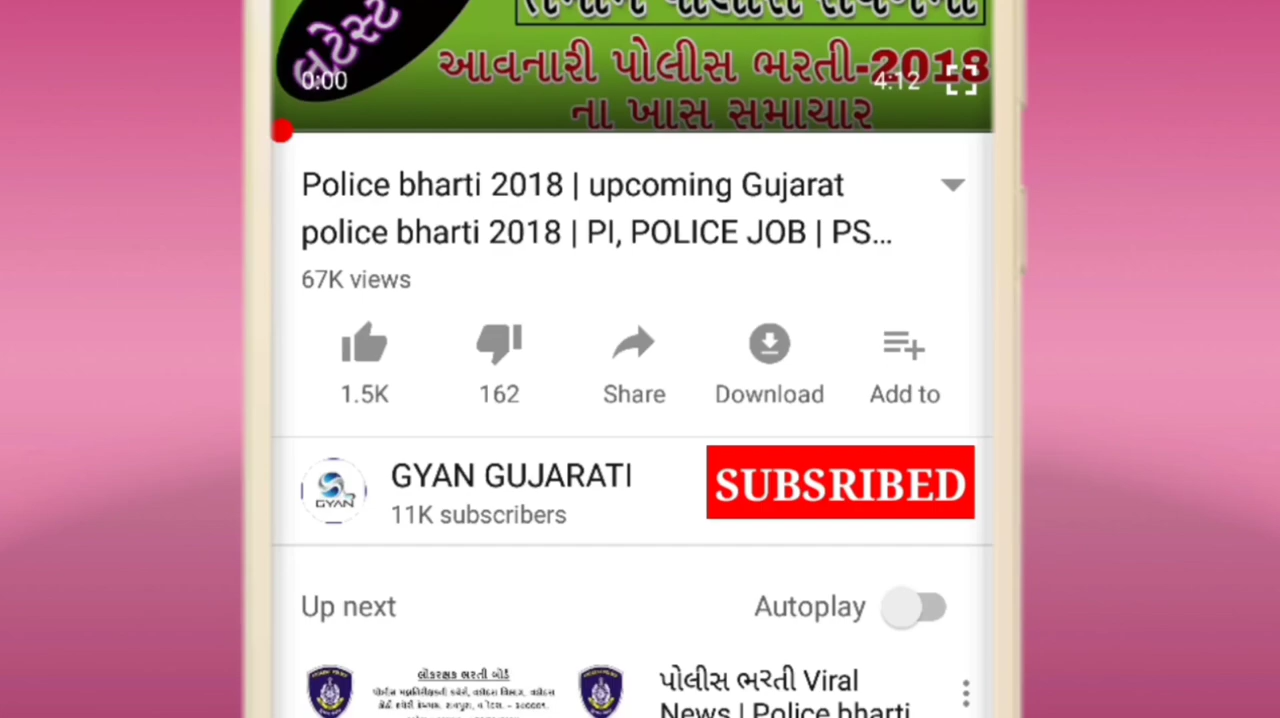 લેટેસ્ટ
આવનારી પોલીસ ભરતી-2018
0:00
4:12
ના ખાસ સમાચાર
Police bharti 2018 | upcoming Gujarat
police bharti 2018 | PI, POLICE JOB | PS...
67K views
1.5K
162
Share
Download
Add to
GYAN
GYAN GUJARATI
11K subscribers
SUBSRIBED
Up next
Autoplay
લોકરક્ષક ભરતી બોર્ડ
પોલીસ ભરતી Viral
News | Police bharti